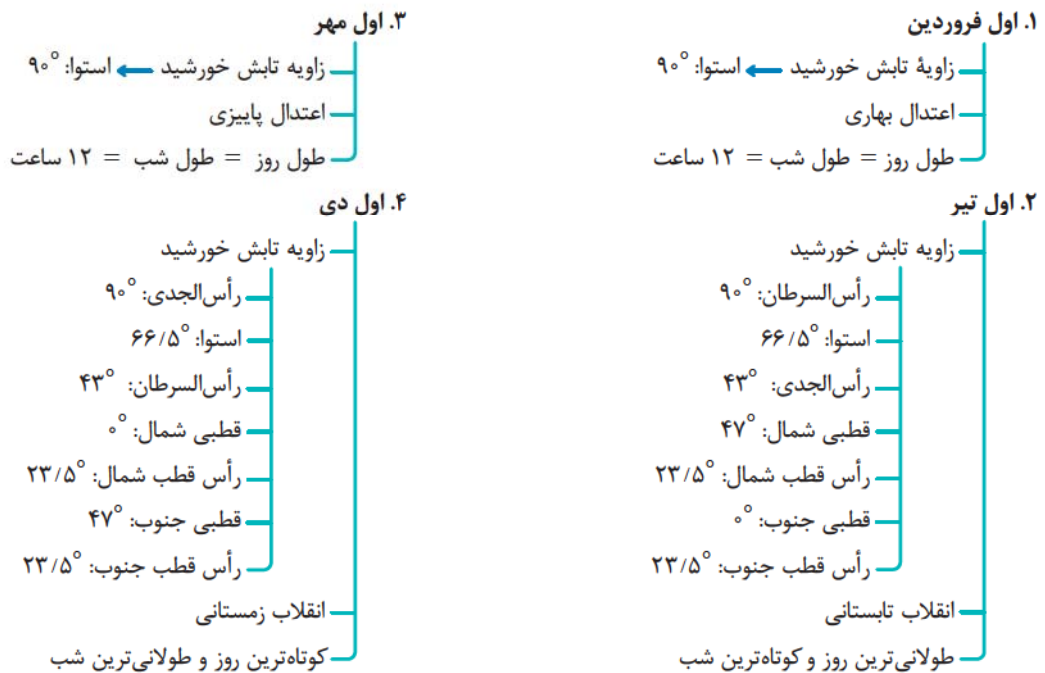 ۱. اول فروردین
زاویهٔ تابش خورشید ← استوا: ۹۰°
اعتدال بهاری
طول روز = طول شب = ۱۲ ساعت
۲. اول تیر
زاویه تابش خورشید
رأس‌السرطان: ۹۰°
استوا: ۶۶/۵°
رأس‌الجدی: ۴۳°
قطبی شمال: ۴۷°
رأس قطب شمال: ۲۳/۵°
قطبی جنوب: ۰°
رأس قطب جنوب: ۲۳/۵°
انقلاب تابستانی
طولانی‌ترین روز و کوتاه‌ترین شب
۳. اول مهر
زاویه تابش خورشید ← استوا: ۹۰°
اعتدال پاییزی
طول روز = طول شب = ۱۲ ساعت
۴. اول دی
زاویه تابش خورشید
رأس‌الجدی: ۹۰°
استوا: ۶۶/۵°
رأس‌السرطان: ۴۳°
قطبی شمال: ۰°
رأس قطب شمال: ۲۳/۵°
قطبی جنوب: ۴۷°
رأس قطب جنوب: ۲۳/۵°
انقلاب زمستانی
کوتاه‌ترین روز و طولانی‌ترین شب